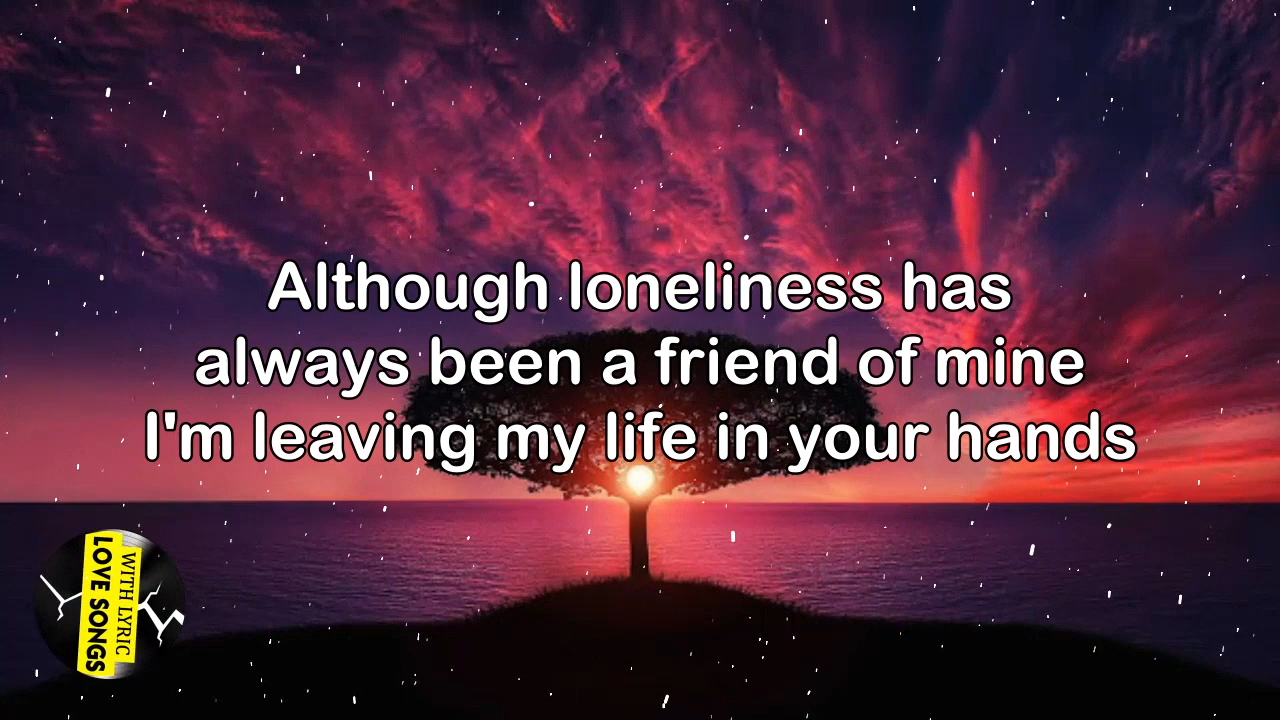 Although loneliness has
always been a friend of mine
I'm leaving my life in your hands
LOVE SONGS
WITH LYRIC